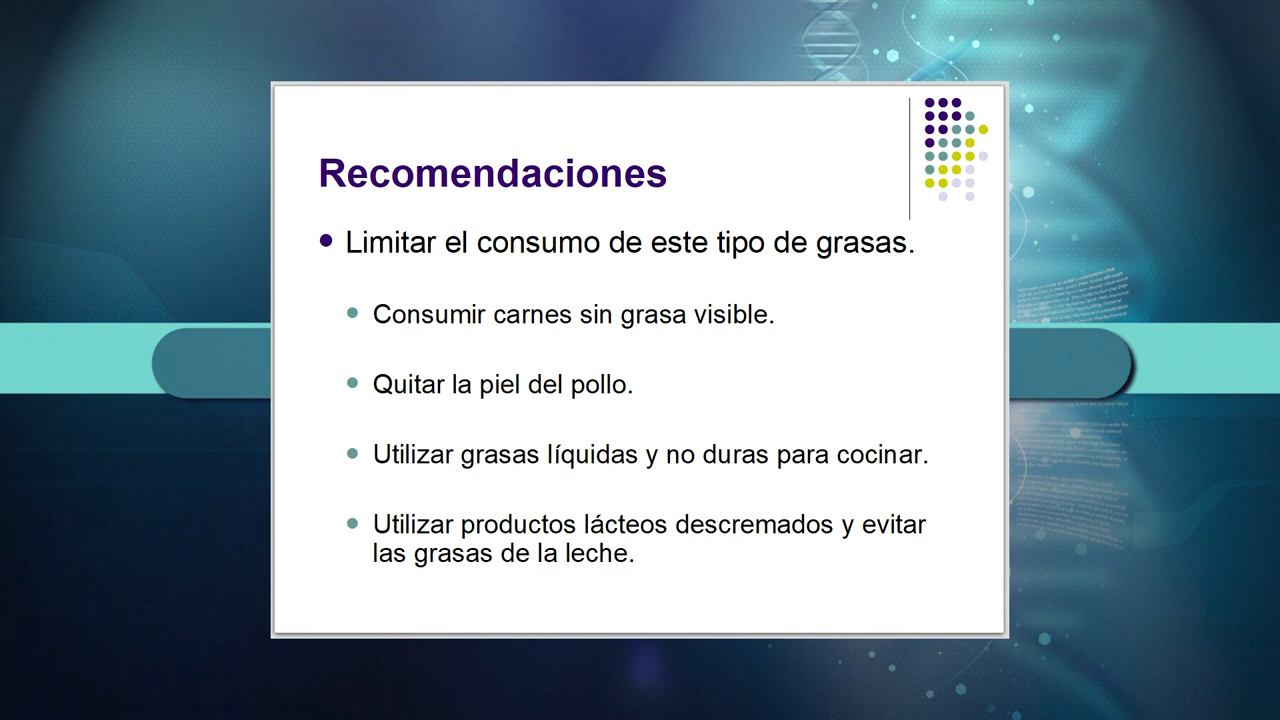 Recomendaciones
Limitar el consumo de este tipo de grasas.
Consumir carnes sin grasa visible.
Quitar la piel del pollo.
Utilizar grasas líquidas y no duras para cocinar.
Utilizar productos lácteos descremados y evitar
las grasas de la leche.